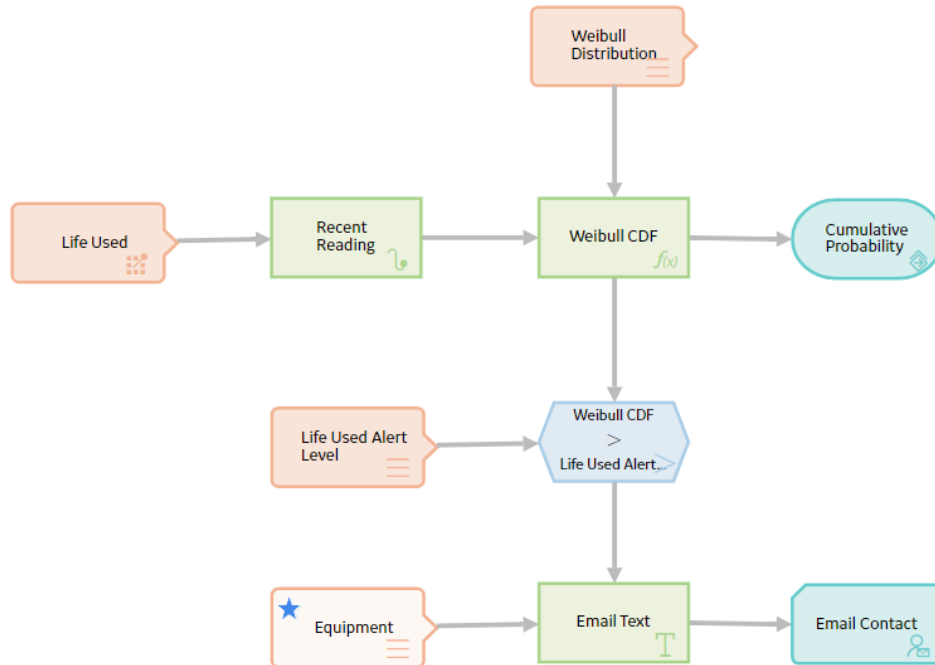 Weibull
Distribution
Life Used
Recent
Reading
Weibull CDF
f(x)
Cumulative
Probability
Life Used Alert
Level
Weibull CDF
>
Life Used Alert...
Equipment
Email Text
T
Email Contact